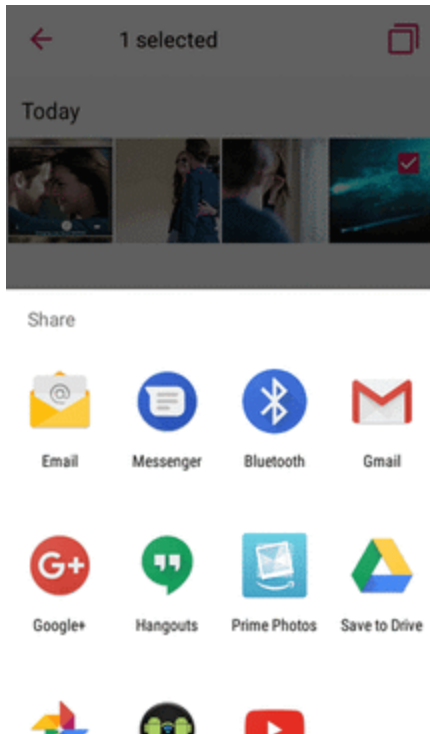 1 selected
Today
Share
Email
Messenger
Bluetooth
Gmail
G+
Google+
Hangouts
Prime Photos
Save to Drive